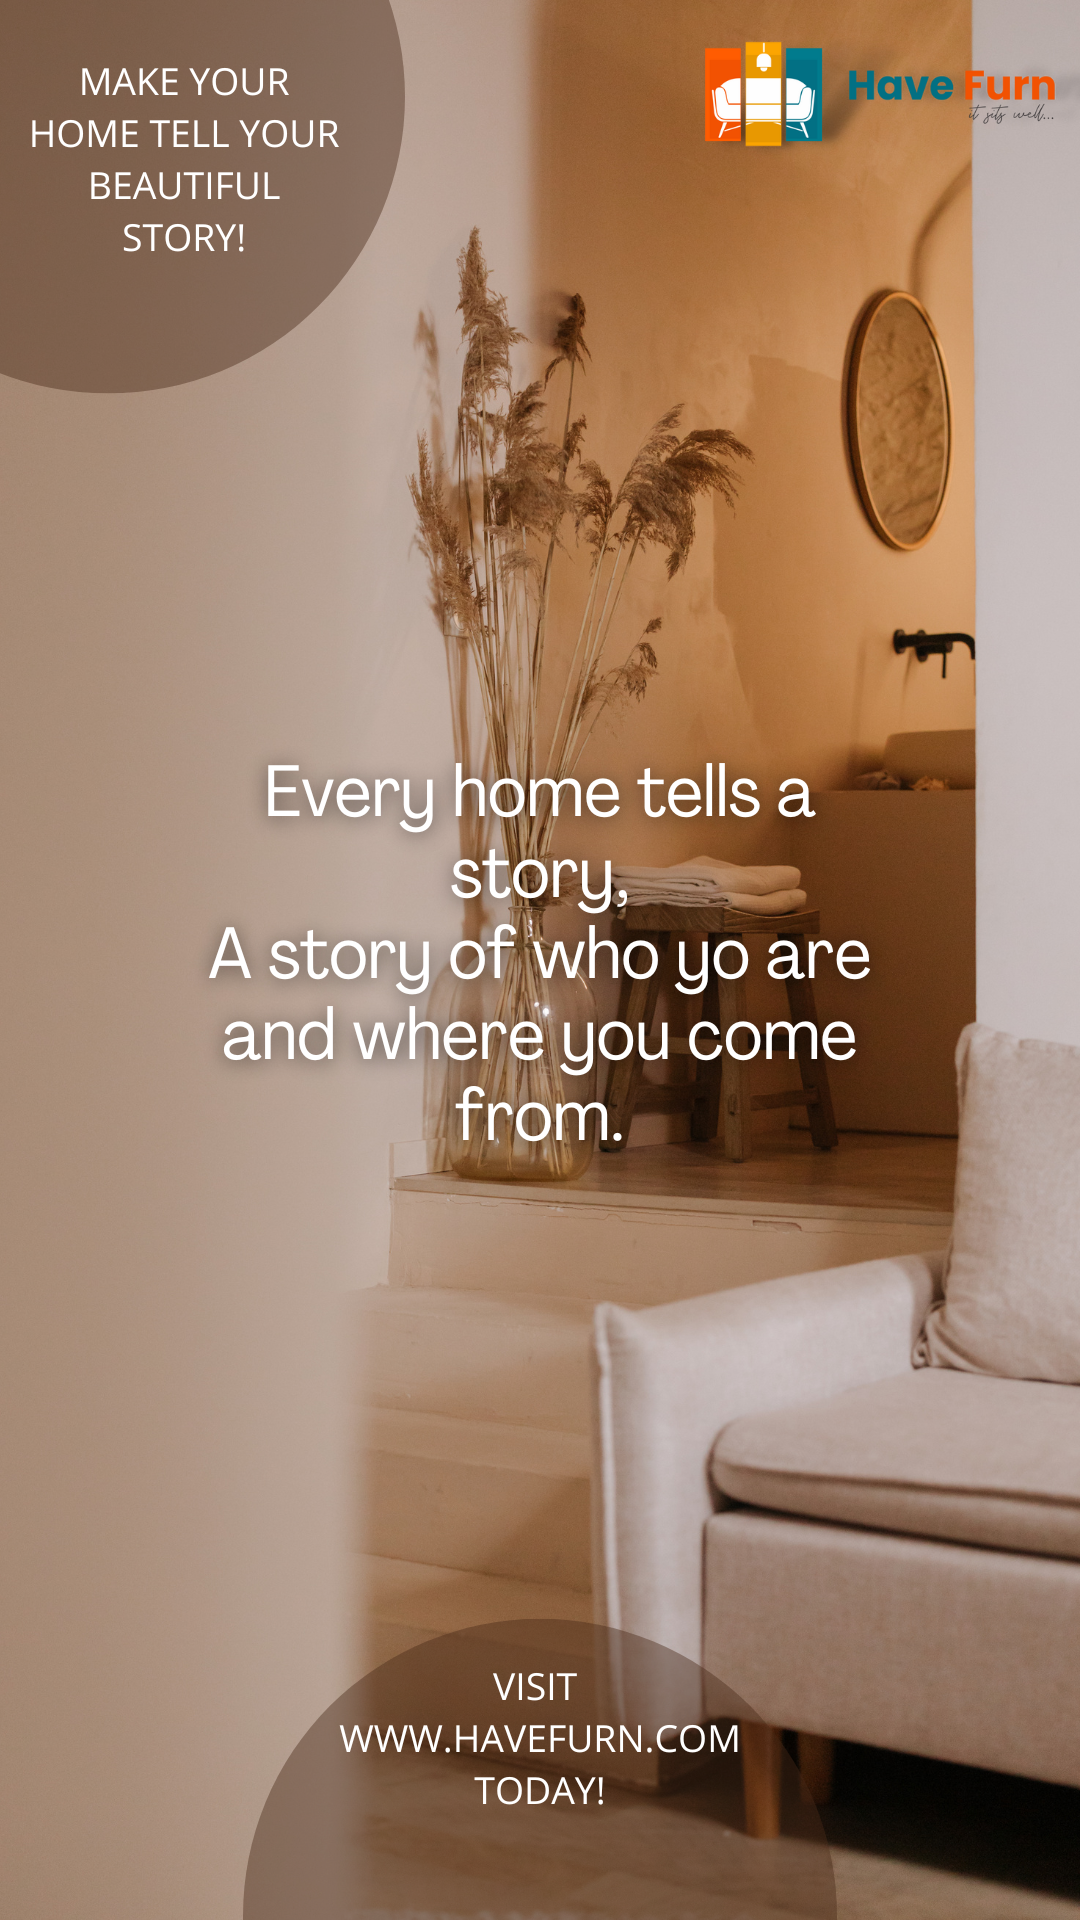 MAKE YOUR
HOME TELL YOUR
BEAUTIFUL
STORY!
Have Furn
it sits well...
Every home tells a
story,
A story of who yo are
and where you come
from.
VISIT
WWW.HAVEFURN.COM
TODAY!